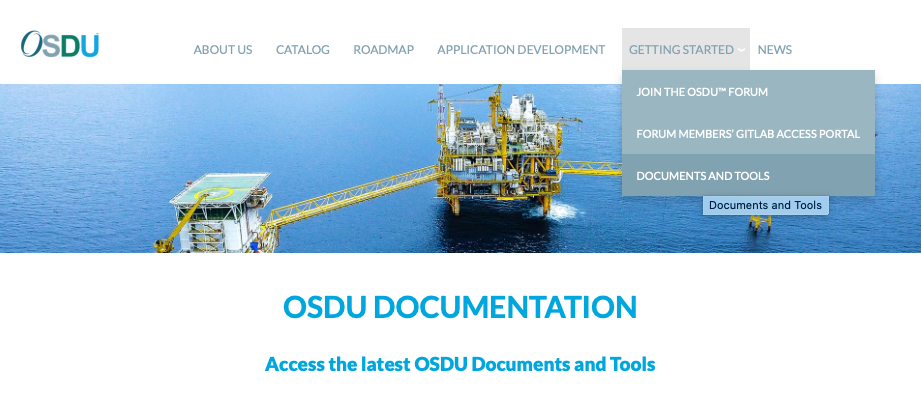 OSDU
ABOUT US CATALOG ROADMAP APPLICATION DEVELOPMENT GETTING STARTED NEWS
JOIN THE OSDU™ FORUM
FORUM MEMBERS' GITLAB ACCESS PORTAL
DOCUMENTS AND TOOLS
Documents and Tools
OSDU DOCUMENTATION
Access the latest OSDU Documents and Tools